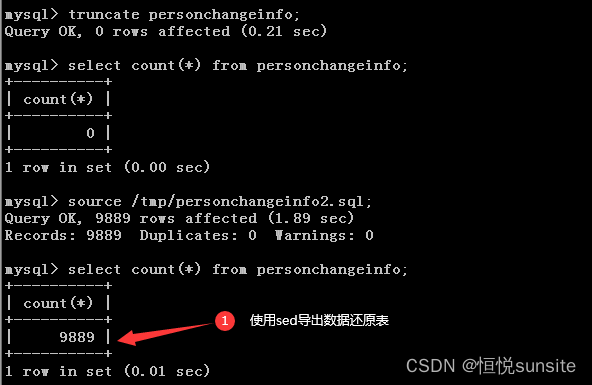 mysql> truncate personchangeinfo;
Query OK, 0 rows affected (0.21 sec)
mysql> select count(*) from personchangeinfo;
+----------+
| count(*) |
+----------+
|        0 |
+----------+
1 row in set (0.00 sec)
mysql> source /tmp/personchangeinfo2.sql;
Query OK, 9889 rows affected (1.89 sec)
Records: 9889  Duplicates: 0  Warnings: 0
mysql> select count(*) from personchangeinfo;
+----------+
| count(*) |
+----------+
|     9889 |
+----------+
1 使用sed导出数据还原表
1 row in set (0.01 sec)
CSDN @恒悦sunsite